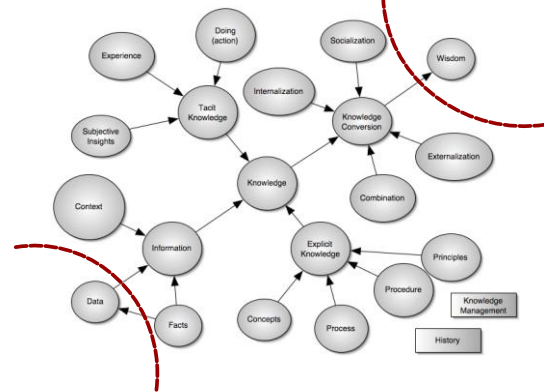 Doing
(action)
Socialization
Experience
Wisdom
Internalization
Tacit
Knowledge
Knowledge
Conversion
Subjective
Insights
Externalization
Knowledge
Combination
Context
Information
Explicit
Knowledge
Principles
Procedure
Data
Knowledge
Management
Facts
Concepts
Process
History